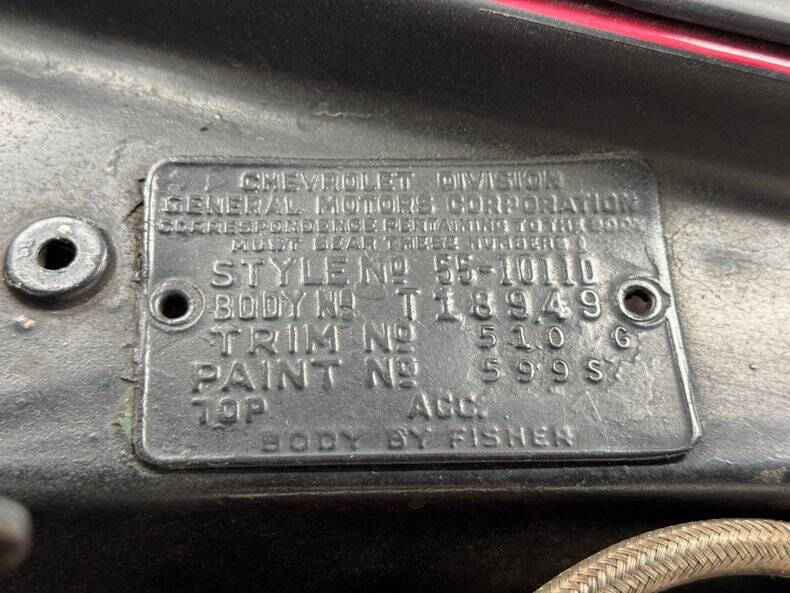 CHEVROLET DIVISION
GENERAL MOTORS CORPORATION
CORRESPONDENCE PERTAINING TO THE BODY
MUST BEAR THESE NUMBERS
STYLE No 55-1011D
BODY No T18949
TRIM No 510 G
PAINT No 599S
TOP ACC.
BODY BY FISHER